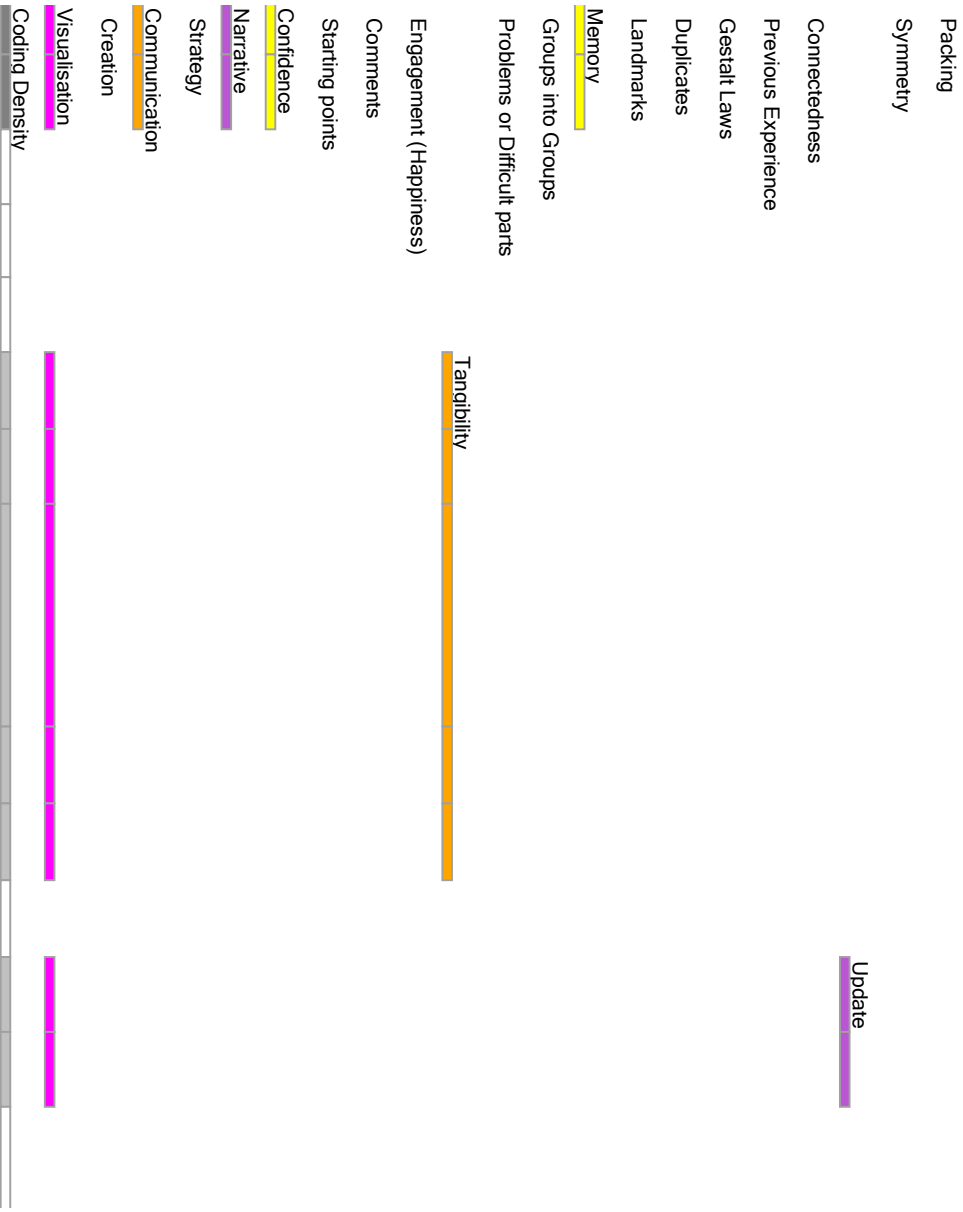 Packing
Symmetry
Update
Connectedness
Previous Experience
Gestalt Laws
Duplicates
Landmarks
Memory
Groups into Groups
Problems or Difficult parts
Tangibility
Engagement (Happiness)
Comments
Starting points
Confidence
Narrative
Strategy
Communication
Creation
Visualisation
Coding Density